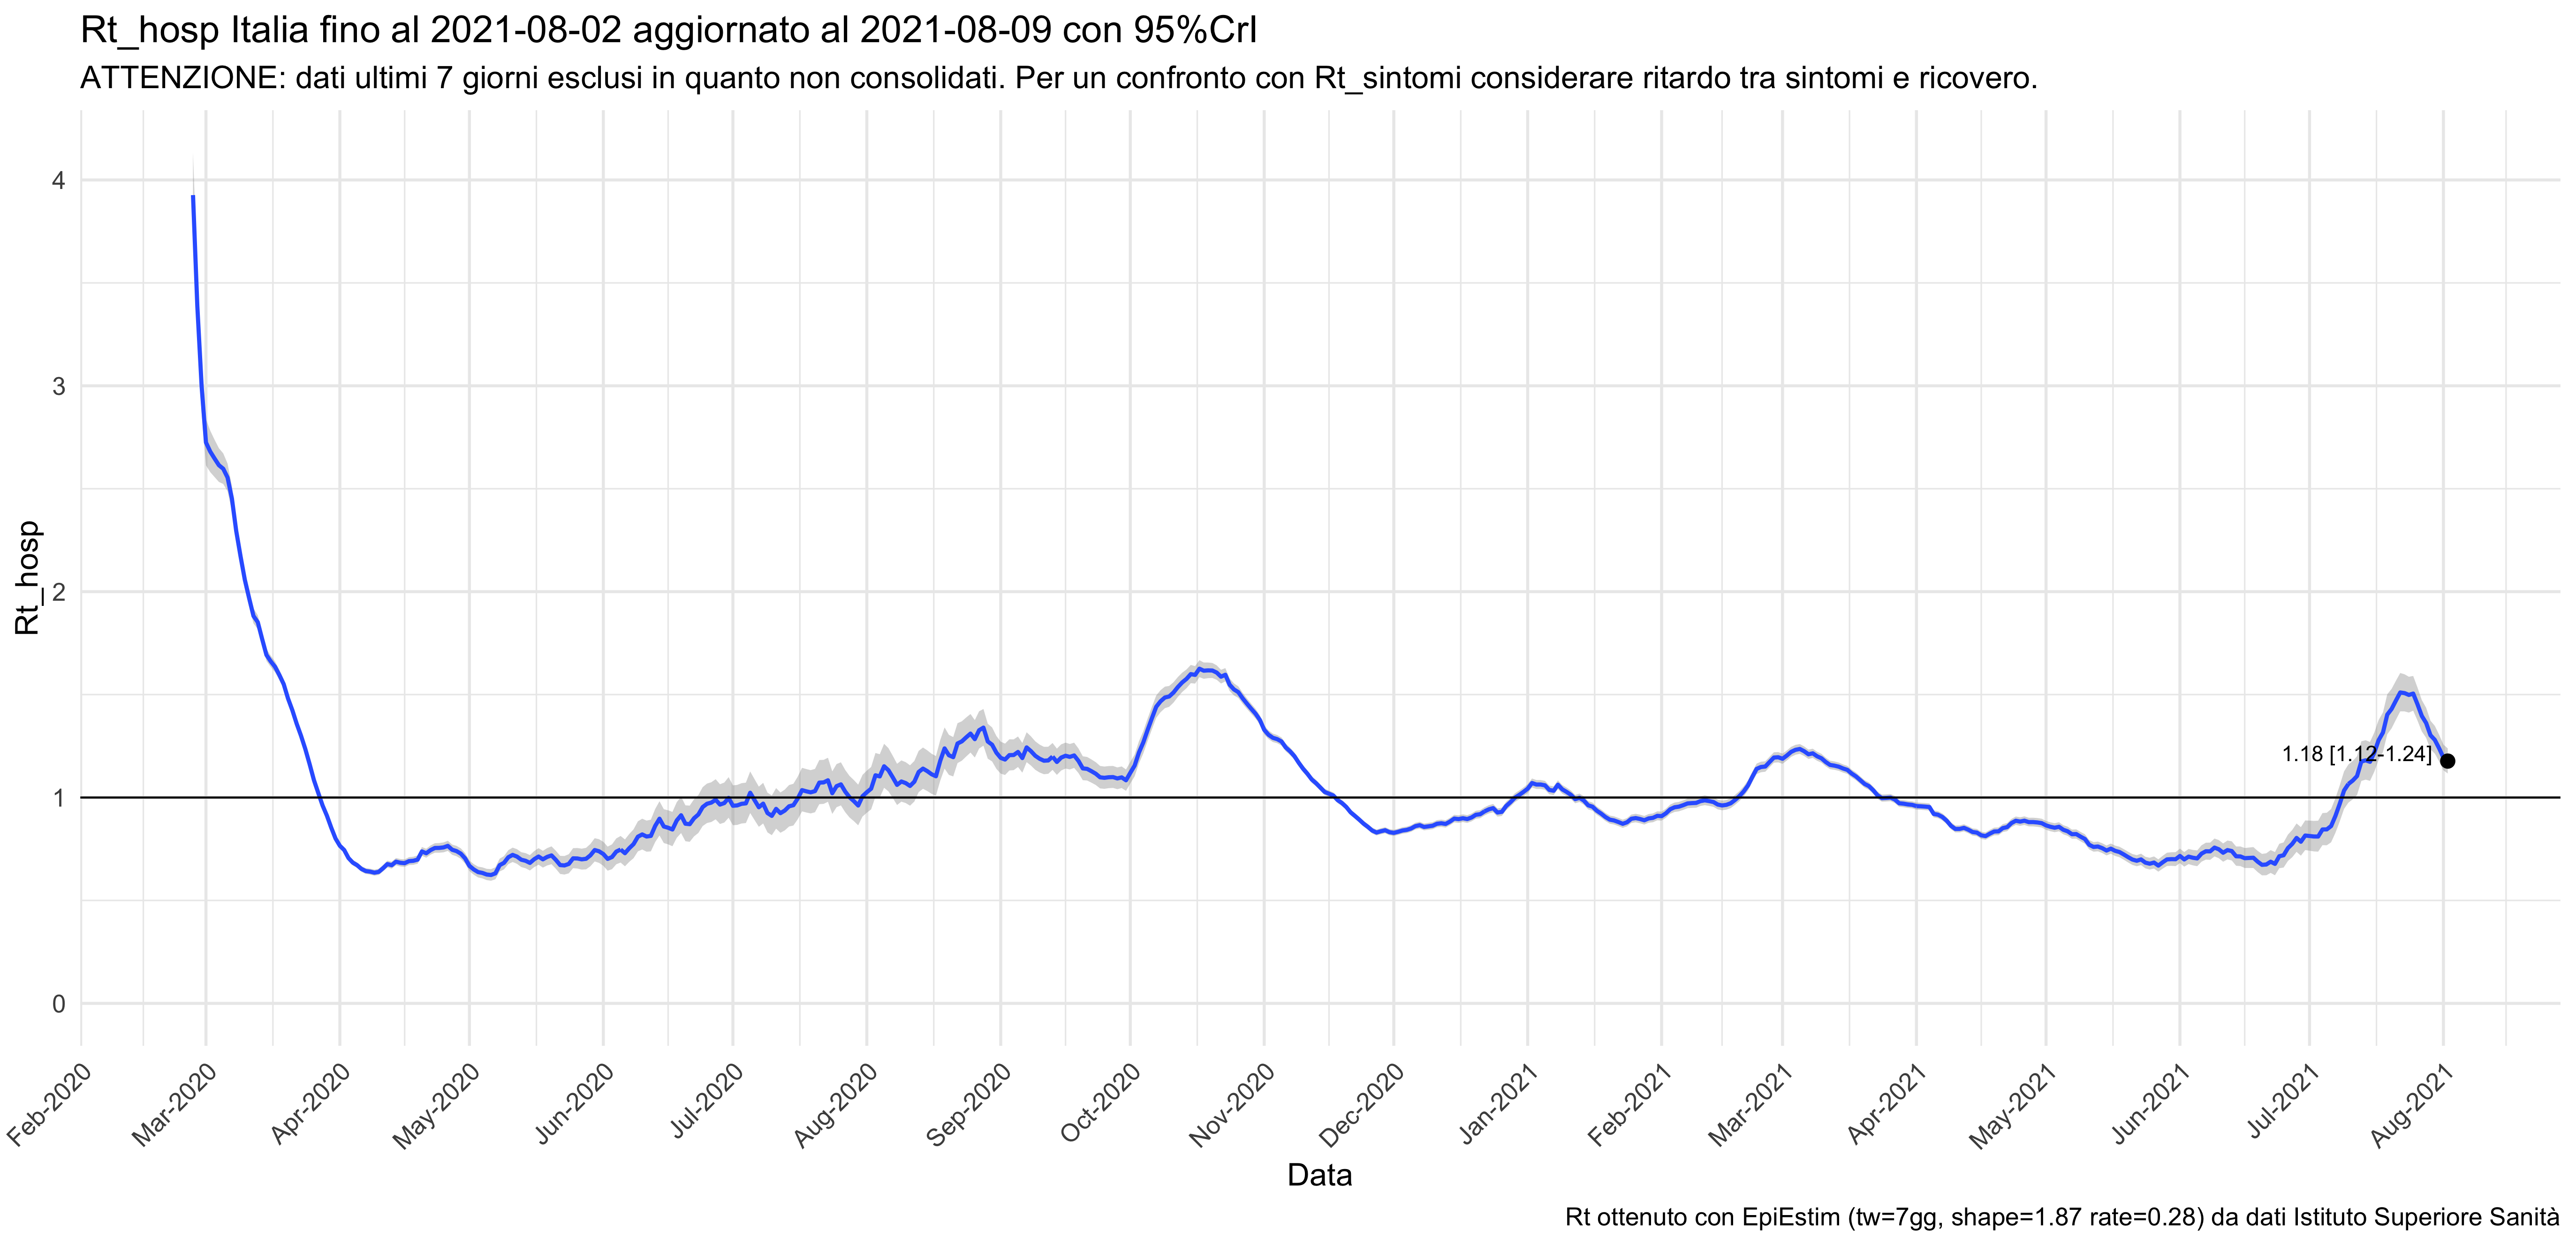 Rt_hosp Italia fino al 2021-08-02 aggiornato al 2021-08-09 con 95%CrI
ATTENZIONE: dati ultimi 7 giorni esclusi in quanto non consolidati. Per un confronto con Rt_sintomi considerare ritardo tra sintomi e ricovero.
4
3
2
1
0
Rt_hosp
1.18 [1.12-1.24]
Feb-2020
Mar-2020
Apr-2020
May-2020
Jun-2020
Jul-2020
Aug-2020
Sep-2020
Oct-2020
Nov-2020
Dec-2020
Jan-2021
Feb-2021
Mar-2021
Apr-2021
May-2021
Jun-2021
Jul-2021
Aug-2021
Data
Rt ottenuto con EpiEstim (tw=7gg, shape=1.87 rate=0.28) da dati Istituto Superiore Sanità